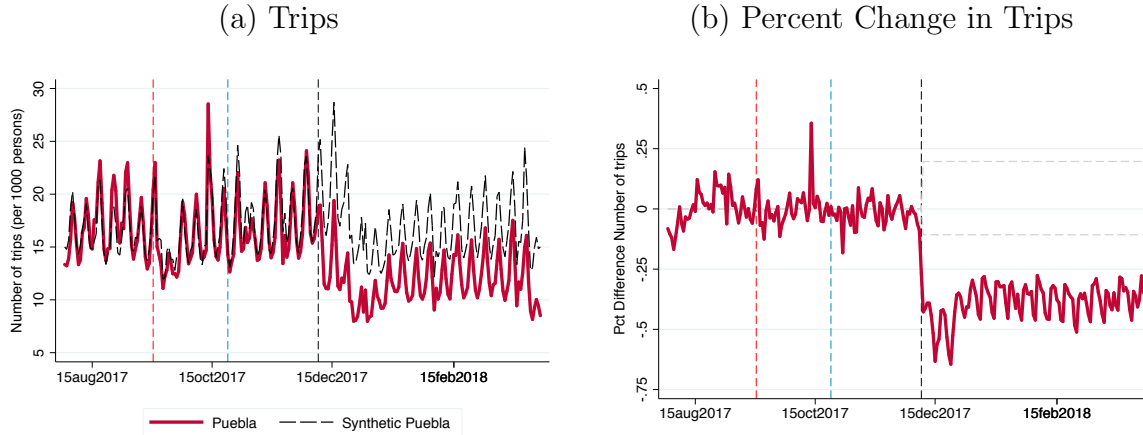 (a) Trips
Number of trips (per 1000 persons)
30
25
20
15
10
5
15aug2017 15oct2017 15dec2017 15feb2018
Puebla Synthetic Puebla
(b) Percent Change in Trips
Pct Difference Number of trips
.5
.25
0
-.25
-.5
-.75
15aug2017 15oct2017 15dec2017 15feb2018